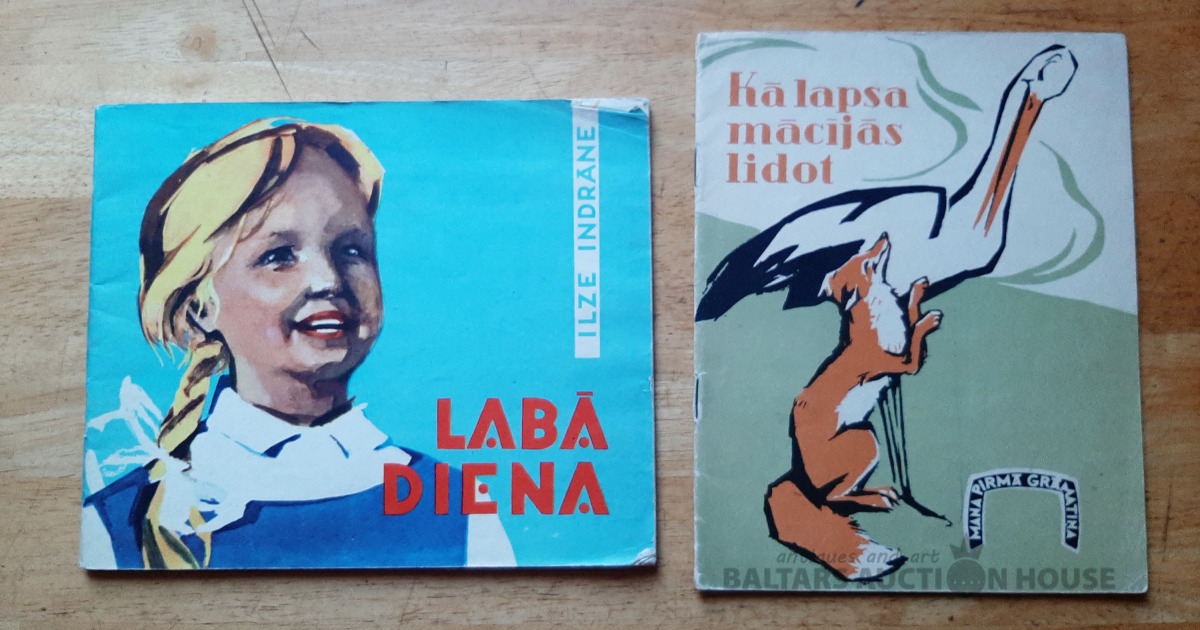 ILZE INDRĀNE
LABĀ
DIENA
Kā lapsa
mācījās
lidot
MANA PIRMĀ GRĀMATIŅA
antiques and art
BALTARS AUCTION HOUSE